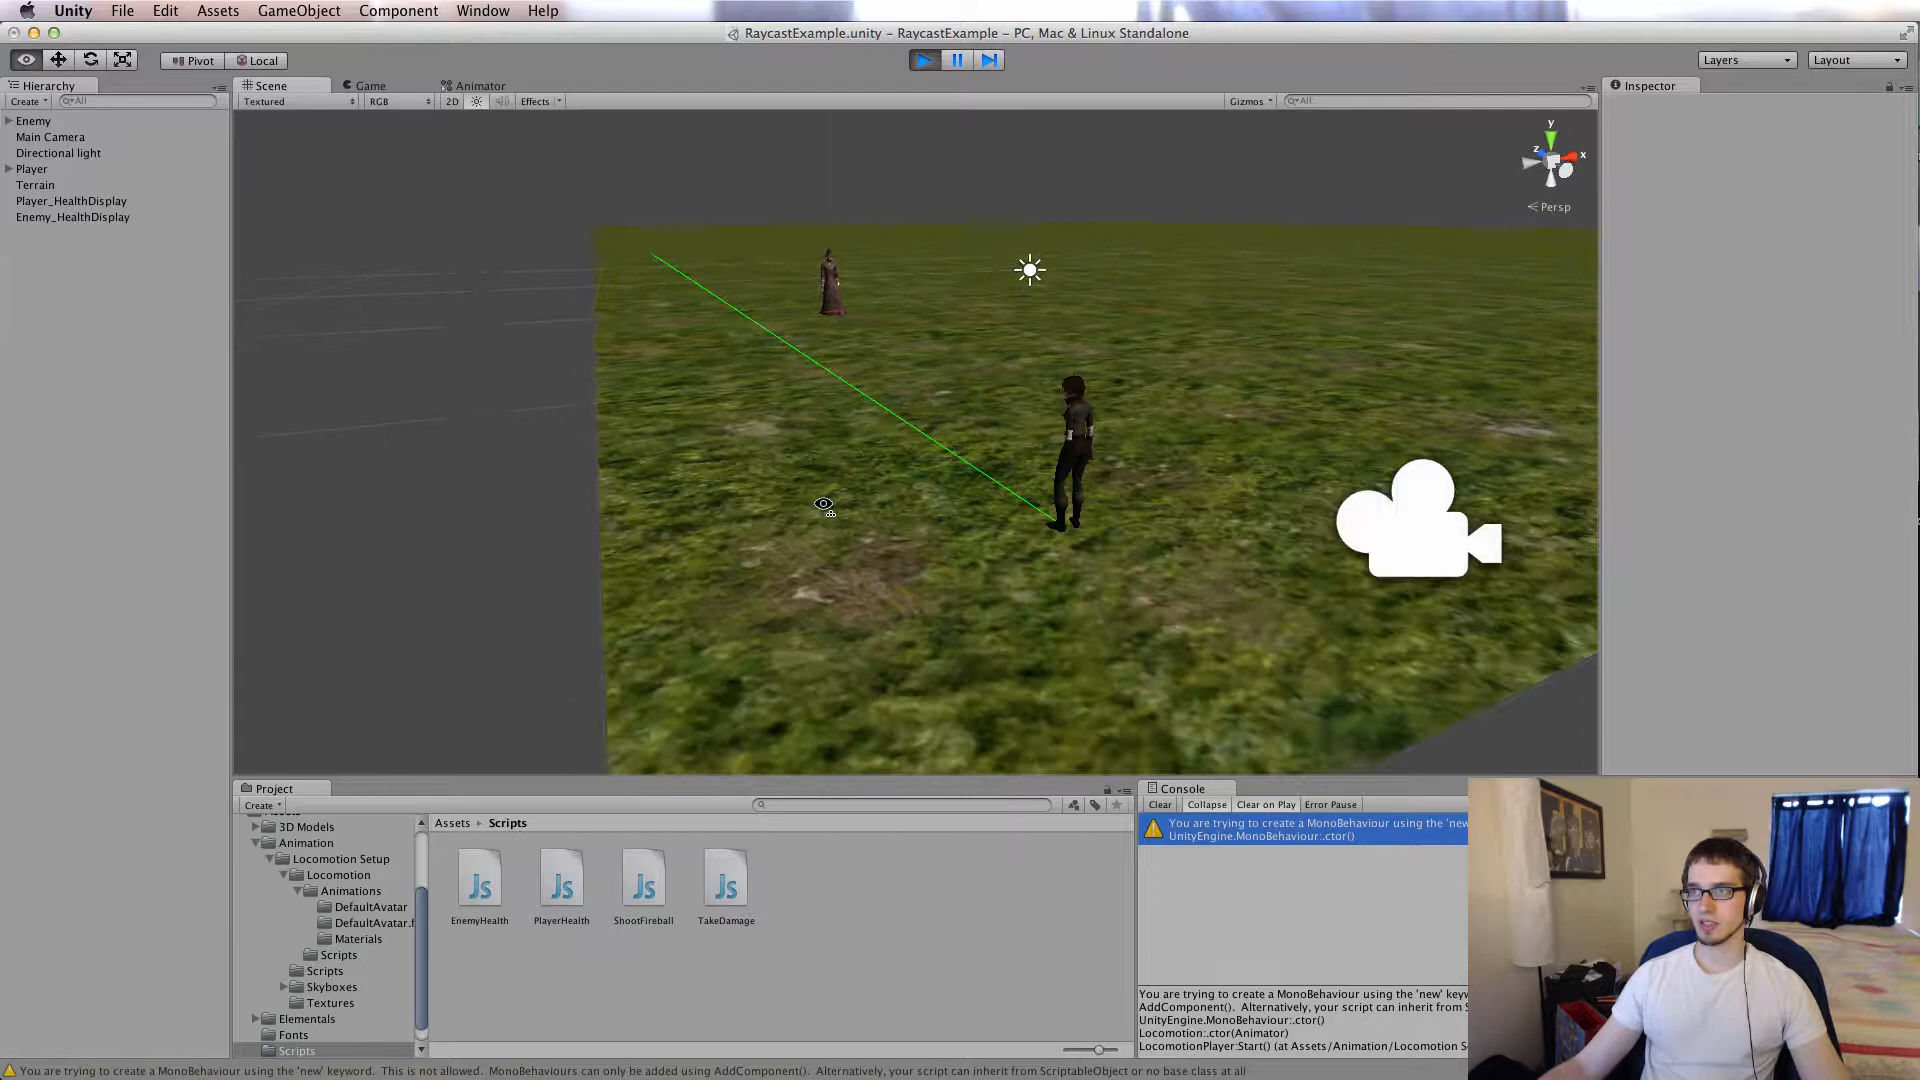 Unity File Edit Assets GameObject Component Window Help
RaycastExample.unity – RaycastExample – PC, Mac & Linux Standalone
Pivot Local Layers Layout
Hierarchy Scene Game Animator Inspector
Create All Textured RGB 2D Effects Gizmos All
Enemy
Main Camera
Directional light
Player
Terrain
Player_HealthDisplay
Enemy_HealthDisplay
y
z x
Persp
Project
Create
Assets Scripts
3D Models
Animation
Locomotion Setup
Locomotion
Animations
DefaultAvatar
DefaultAvatar.f
Materials
Scripts
Scripts
Skyboxes
Textures
Elementals
Fonts
Scripts
Js Js Js Js
EnemyHealth PlayerHealth ShootFireball TakeDamage
Console
Clear Collapse Clear on Play Error Pause
You are trying to create a MonoBehaviour using the 'new
UnityEngine.MonoBehaviour:.ctor()
You are trying to create a MonoBehaviour using the 'new' keyw
AddComponent(). Alternatively, your script can inherit from S
UnityEngine.MonoBehaviour:.ctor()
Locomotion:.ctor(Animator)
LocomotionPlayer:Start() (at Assets/Animation/Locomotion S
You are trying to create a MonoBehaviour using the 'new' keyword. This is not allowed. MonoBehaviours can only be added using AddComponent(). Alternatively, your script can inherit from ScriptableObject or no base class at all